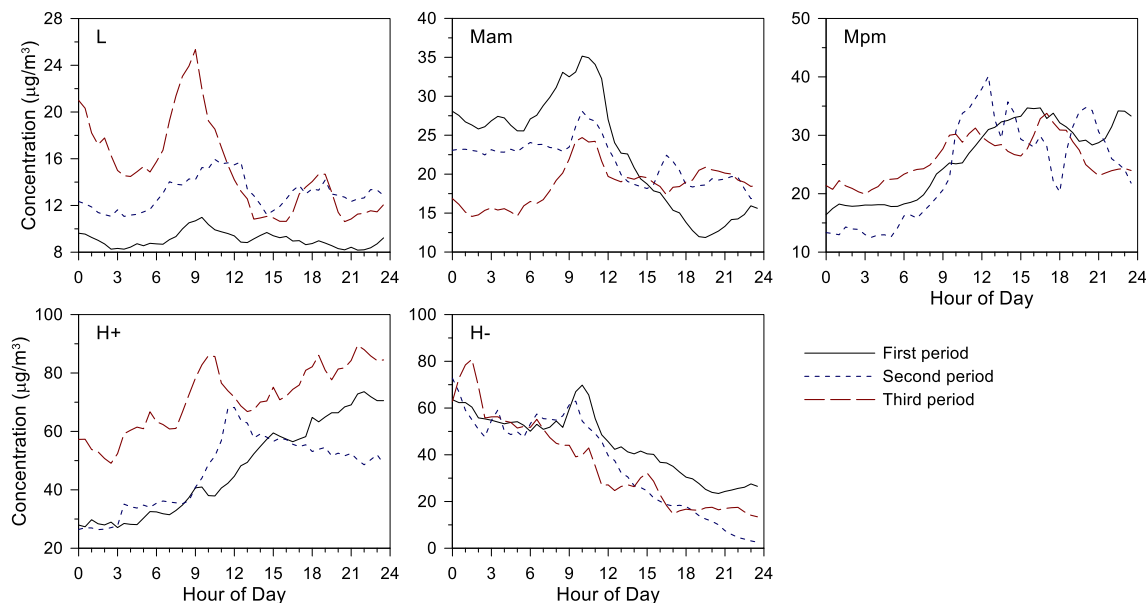 L
Concentration (µg/m³)
28
24
20
16
12
8
0 3 6 9 12 15 18 21 24
Mam
40
35
30
25
20
15
10
0 3 6 9 12 15 18 21 24
Mpm
50
40
30
20
10
0 3 6 9 12 15 18 21 24
Hour of Day
H+
Concentration (µg/m³)
100
80
60
40
20
0 3 6 9 12 15 18 21 24
Hour of Day
H-
100
80
60
40
20
0
0 3 6 9 12 15 18 21 24
Hour of Day
First period
Second period
Third period